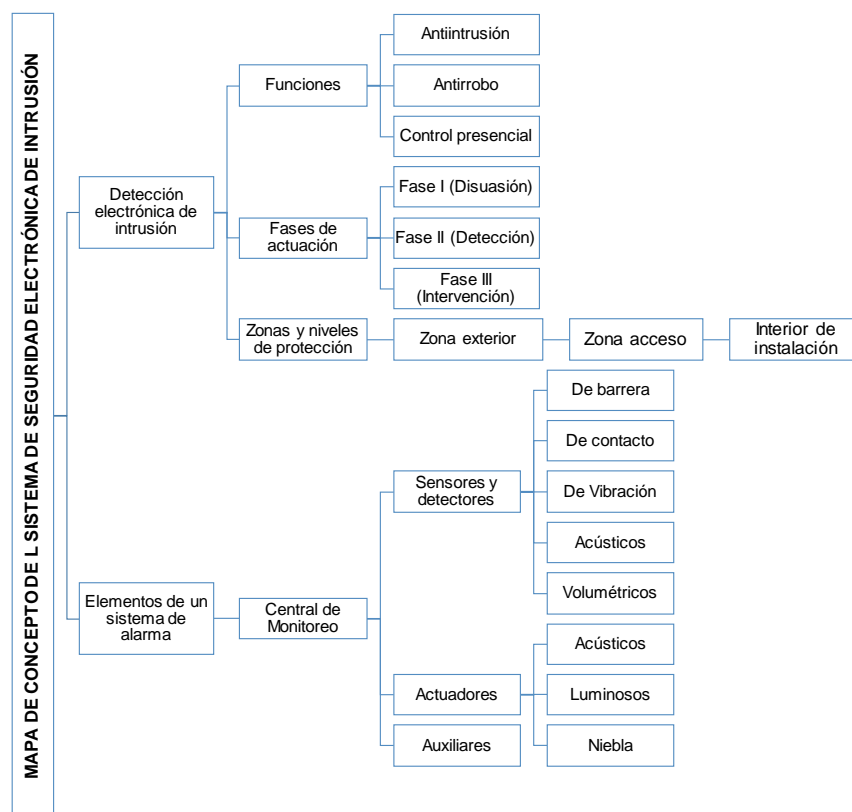 MAPA DE CONCEPTO DE L SISTEMA DE SEGURIDAD ELECTRÓNICA DE INTRUSIÓN
Detección
electrónica de
intrusión
Funciones
Antiintrusión
Antirrobo
Control presencial
Fases de
actuación
Fase I (Disuasión)
Fase II (Detección)
Fase III
(Intervención)
Zonas y niveles
de protección
Zona exterior
Zona acceso
Interior de
instalación
Elementos de un
sistema de
alarma
Central de
Monitoreo
Sensores y
detectores
De barrera
De contacto
De Vibración
Acústicos
Volumétricos
Actuadores
Acústicos
Luminosos
Niebla
Auxiliares